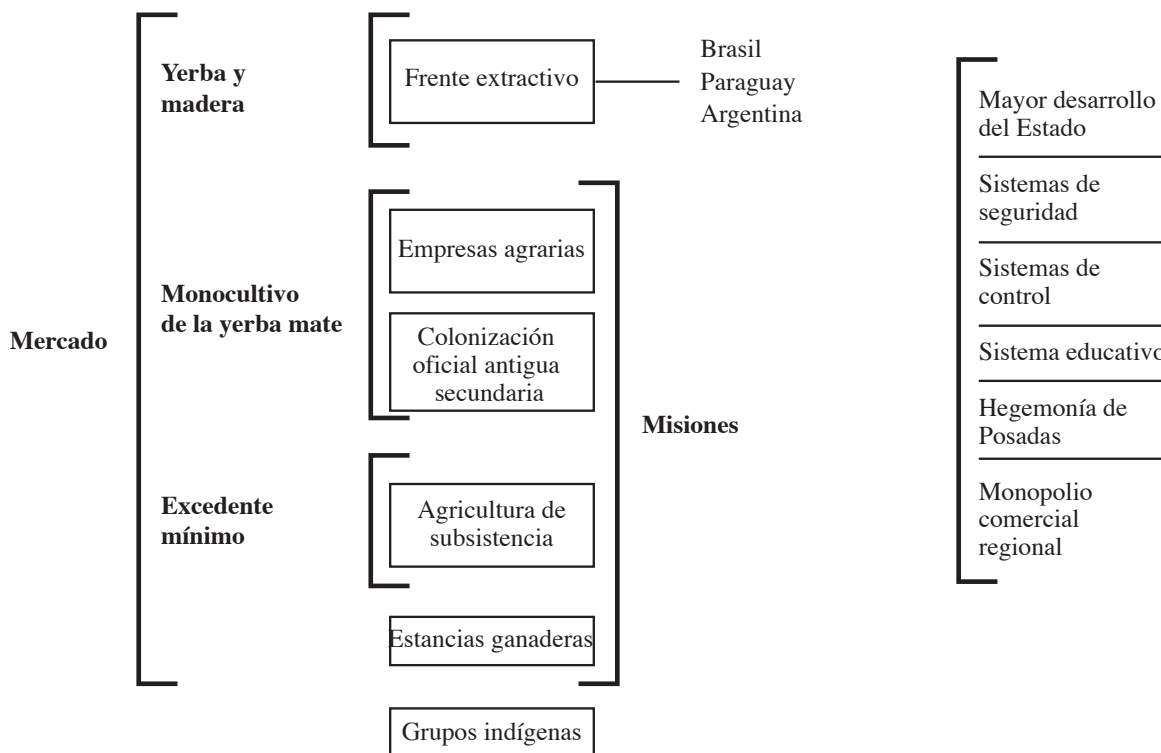 Mercado
Yerba y
madera
Frente extractivo
Brasil
Paraguay
Argentina
Monocultivo
de la yerba mate
Empresas agrarias
Colonización
oficial antigua
secundaria
Misiones
Excedente
mínimo
Agricultura de
subsistencia
Estancias ganaderas
Grupos indígenas
Mayor desarrollo
del Estado
Sistemas de
seguridad
Sistemas de
control
Sistema educativo
Hegemonía de
Posadas
Monopolio
comercial
regional